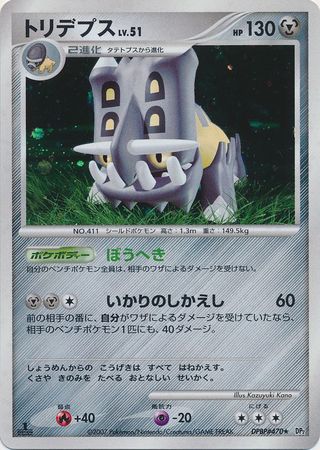 トリデプス LV.51 HP 130
2進化 タテトプスから進化
NO.411 シールドポケモン 高さ：1.3m 重さ：149.5kg
ポケボディー ぼうへき
自分のベンチポケモン全員は、相手のワザによるダメージを受けない。
いかりのしかえし 60
前の相手の番に、自分がワザによるダメージを受けていたなら、
相手のベンチポケモン1匹にも、40ダメージ。
しょうめんからの こうげきは すべて はねかえす。
くさや きのみを たべる おとなしい せいかく。
Illus.Kazuyuki Kano
弱点 抵抗力 にげる
+40 -20 DPBP#470★ DP3
©2007 Pokémon/Nintendo/Creatures/GAME FREAK